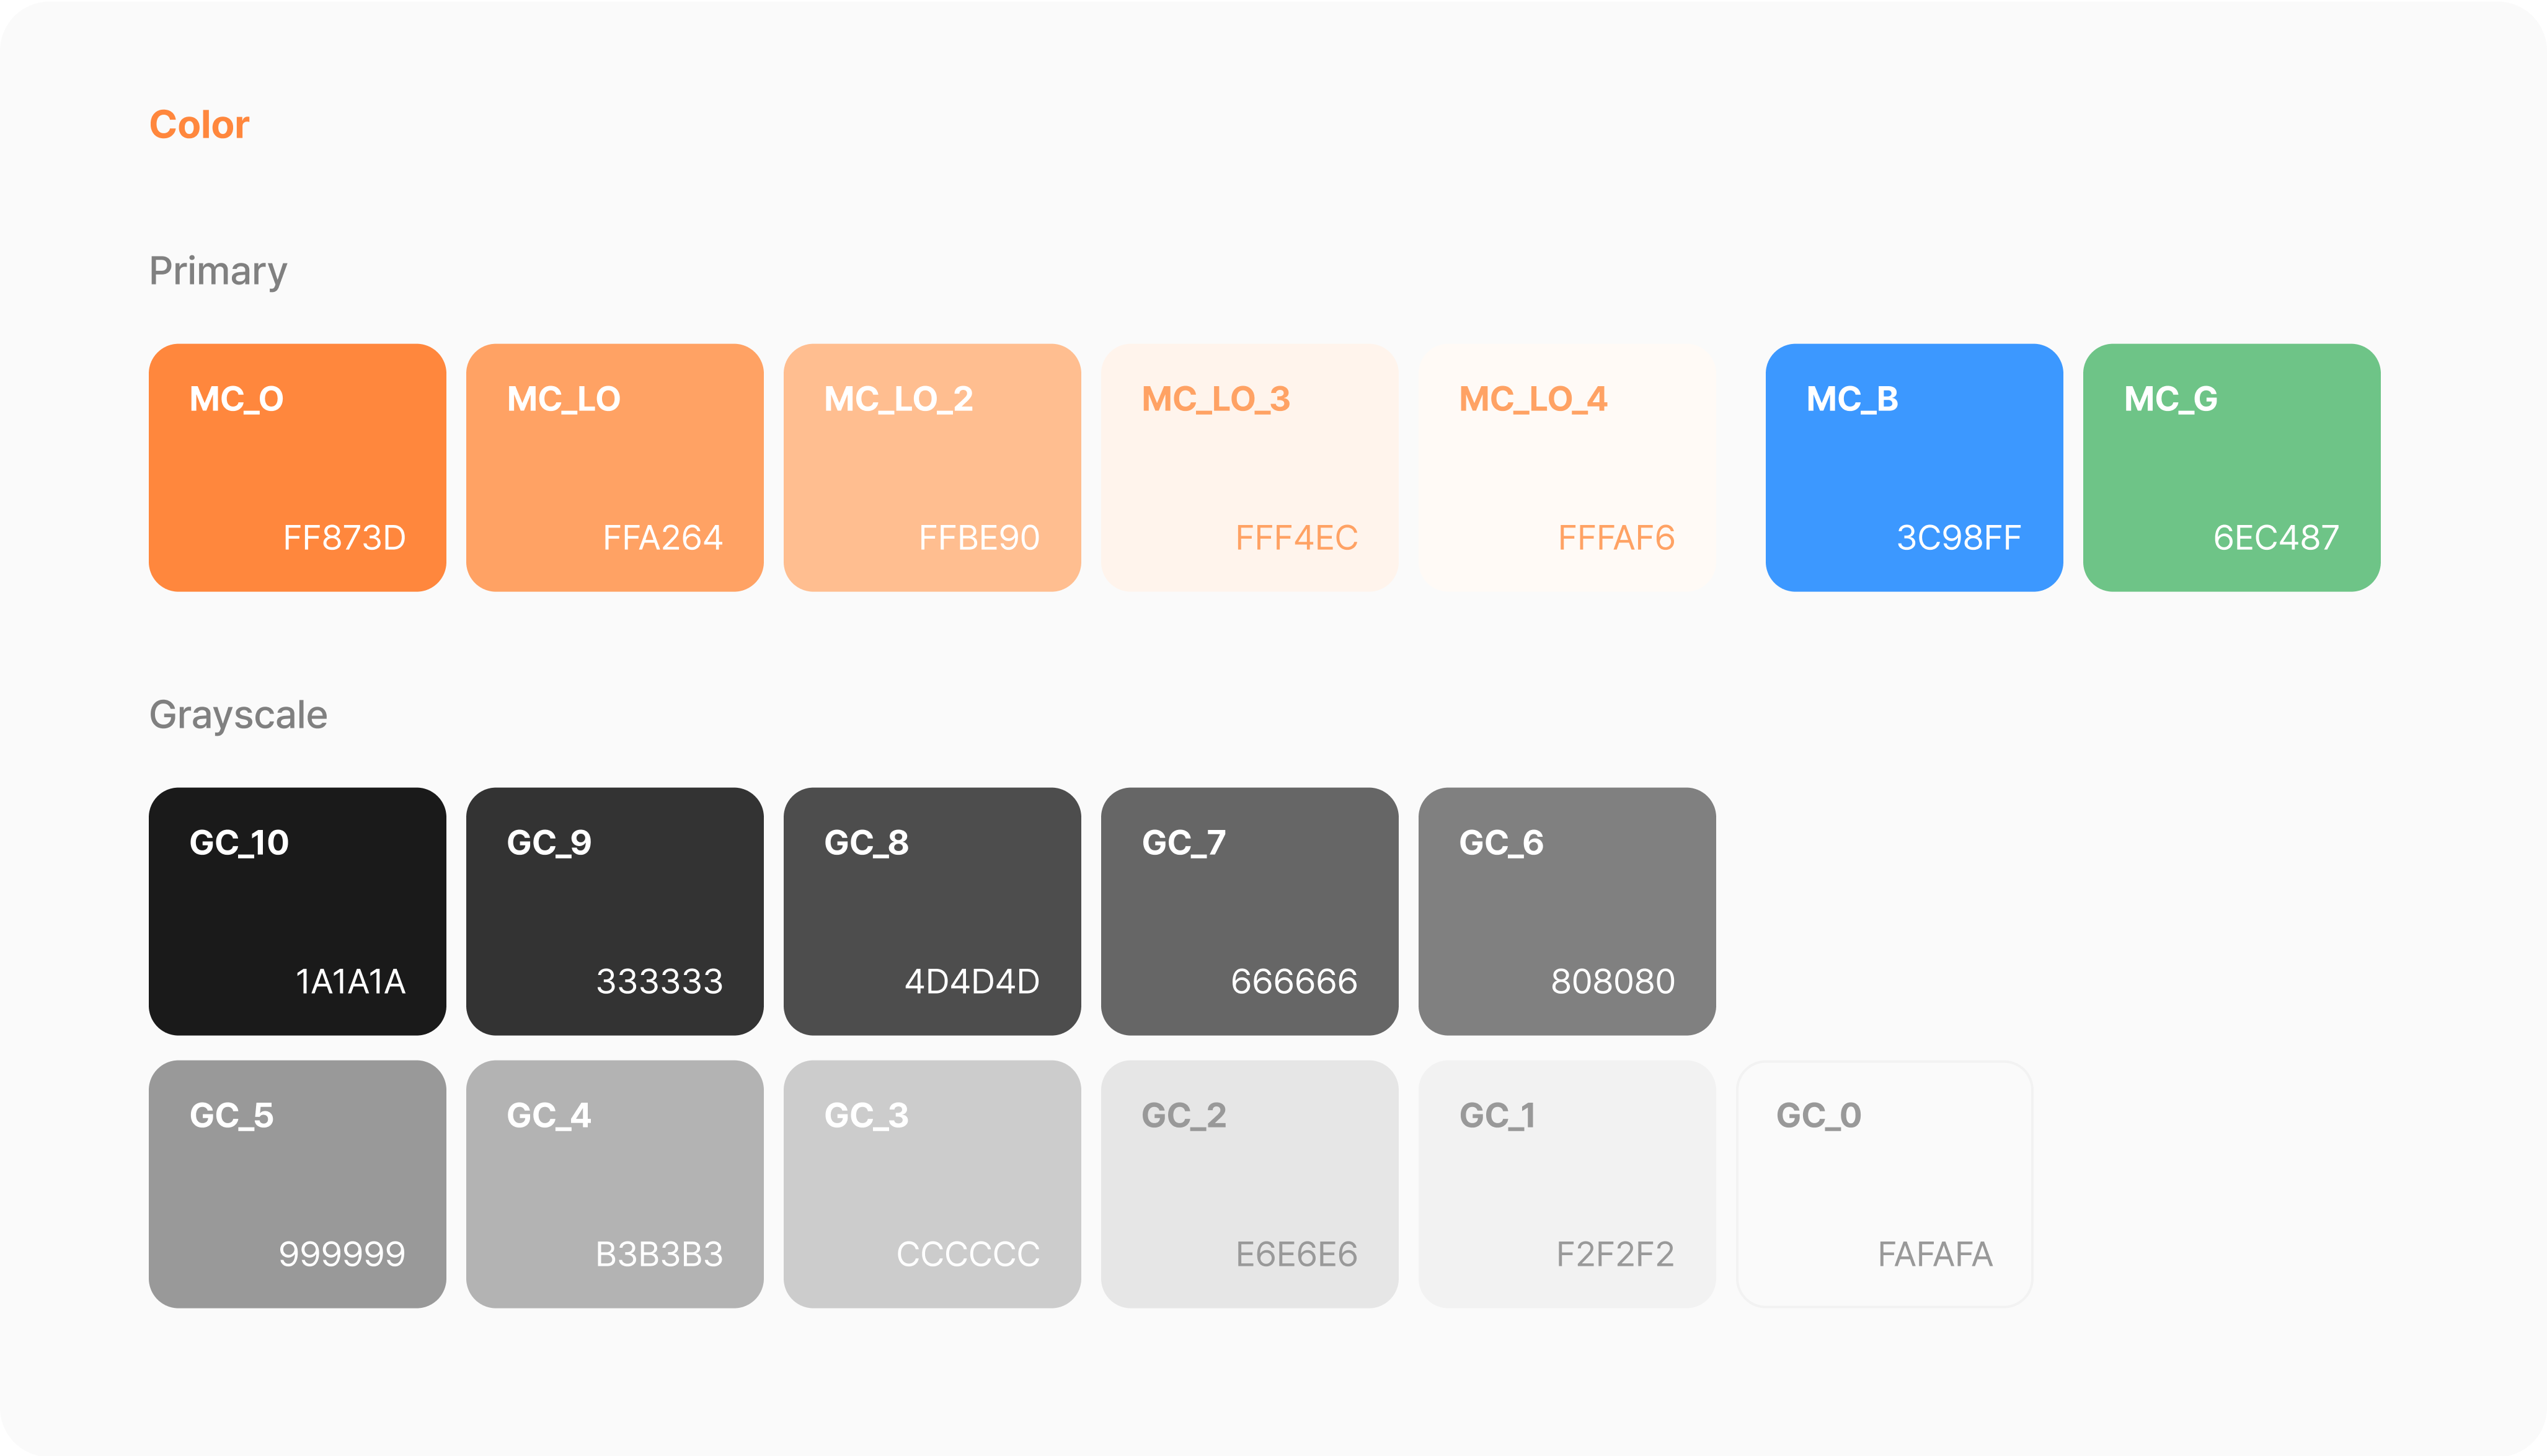 Color
Primary
MC_O
MC_LO
MC_LO_2
MC_LO_3
MC_LO_4
MC_B
MC_G
FF873D
FFA264
FFBE90
FFF4EC
FFFAF6
3C98FF
6EC487
Grayscale
GC_10
GC_9
GC_8
GC_7
GC_6
1A1A1A
333333
4D4D4D
666666
808080
GC_5
GC_4
GC_3
GC_2
GC_1
GC_0
999999
B3B3B3
CCCCCC
E6E6E6
F2F2F2
FAFAFA